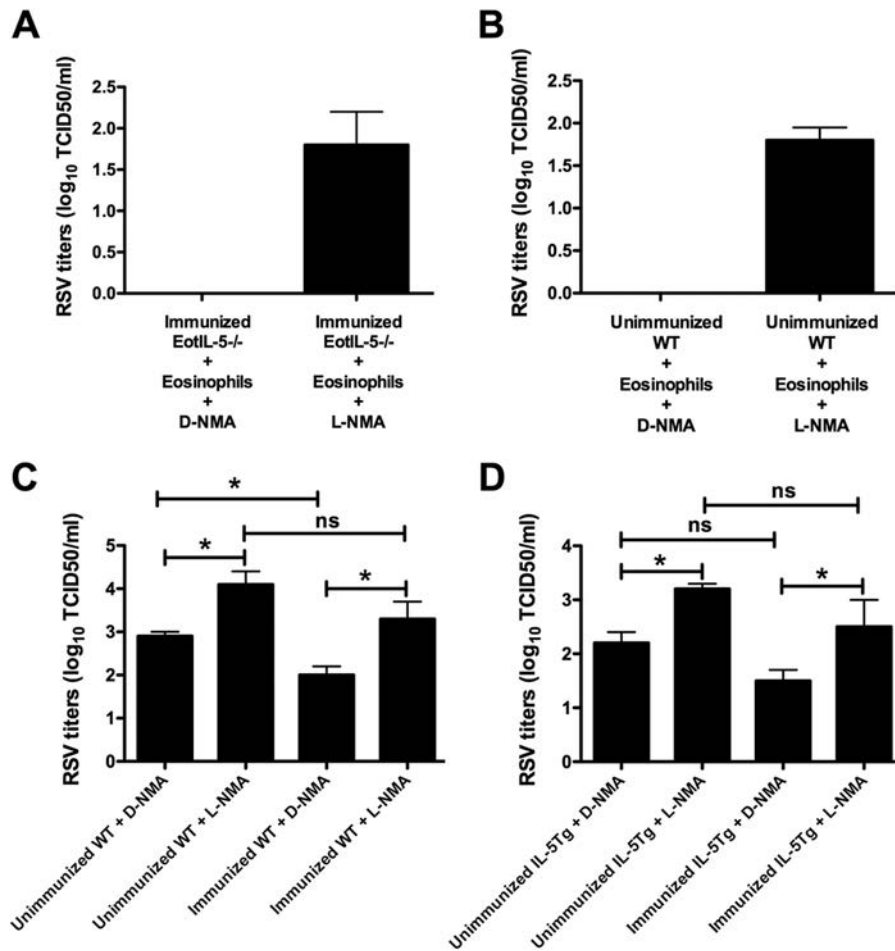 A
RSV titers (log10 TCID50/ml)
2.5
2.0
1.5
1.0
0.5
0.0
Immunized
EotIL-5-/-
+
Eosinophils
+
D-NMA
Immunized
EotIL-5-/-
+
Eosinophils
+
L-NMA
B
RSV titers (log10 TCID50/ml)
2.5
2.0
1.5
1.0
0.5
0.0
Unimmunized
WT
+
Eosinophils
+
D-NMA
Unimmunized
WT
+
Eosinophils
+
L-NMA
C
RSV titers (log10 TCID50/ml)
*
ns
*
*
5
4
3
2
1
0
Unimmunized WT + D-NMA
Unimmunized WT + L-NMA
Immunized WT + D-NMA
Immunized WT + L-NMA
D
RSV titers (log10 TCID50/ml)
ns
ns
*
*
4
3
2
1
0
Unimmunized IL-5Tg + D-NMA
Unimmunized IL-5Tg + L-NMA
Immunized IL-5Tg + D-NMA
Immunized IL-5Tg + L-NMA